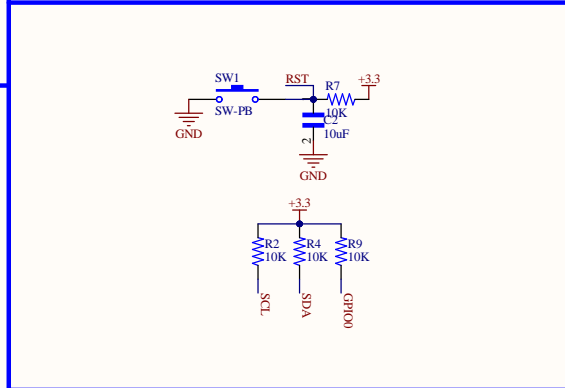 SW1
RST
R7
+3.3
SW-PB
10K
C2
10uF
GND
2
GND
+3.3
R2
R4
R9
10K
10K
10K
SCL
SDA
GPIO0